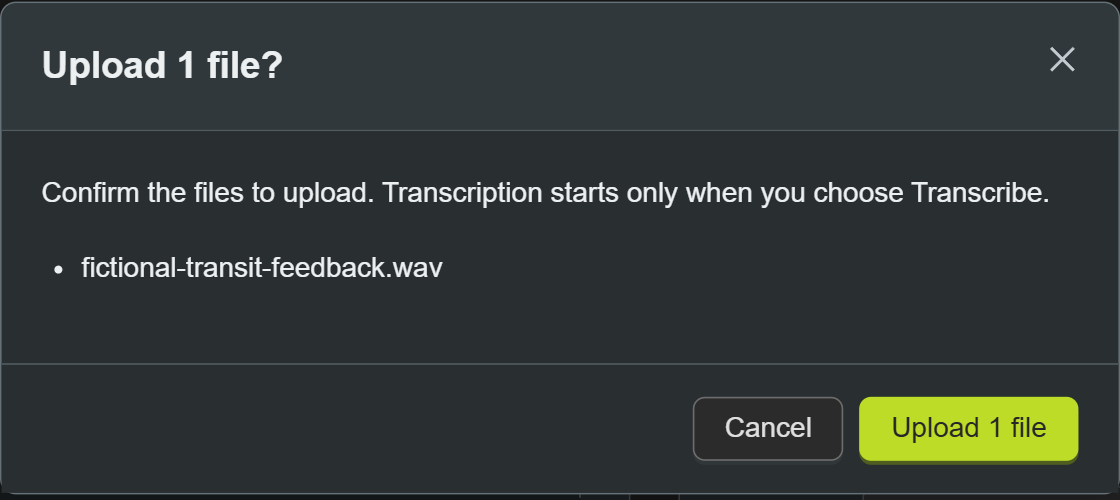 Upload 1 file?
Confirm the files to upload. Transcription starts only when you choose Transcribe.
• fictional-transit-feedback.wav
Cancel
Upload 1 file